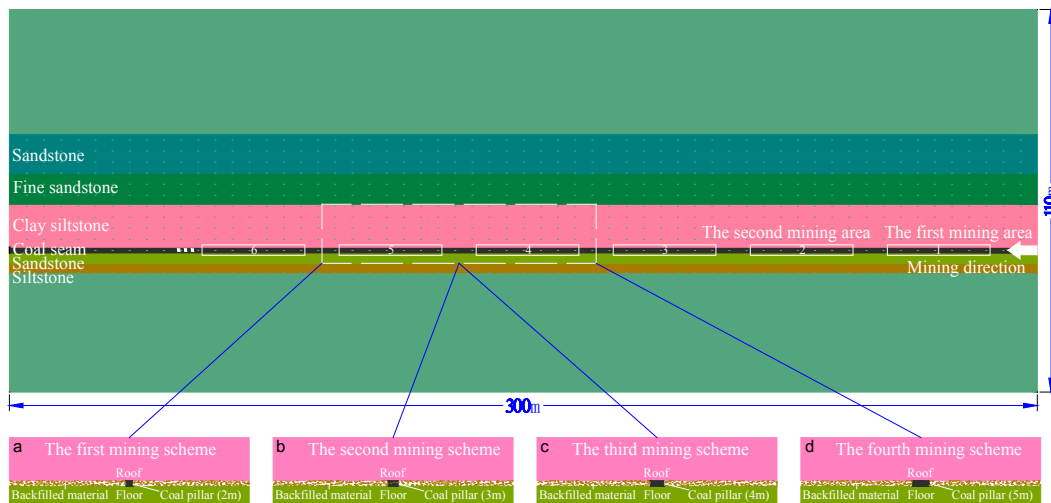 Sandstone
Fine sandstone
Clay siltstone
The second mining area The first mining area
Coal seam
6 5 4 3 2 1
Sandstone
Mining direction
Siltstone
110m
300m
a The first mining scheme
Roof
Backfilled material Floor Coal pillar (2m)
b The second mining scheme
Roof
Backfilled material Floor Coal pillar (3m)
c The third mining scheme
Roof
Backfilled material Floor Coal pillar (4m)
d The fourth mining scheme
Roof
Backfilled material Floor Coal pillar (5m)